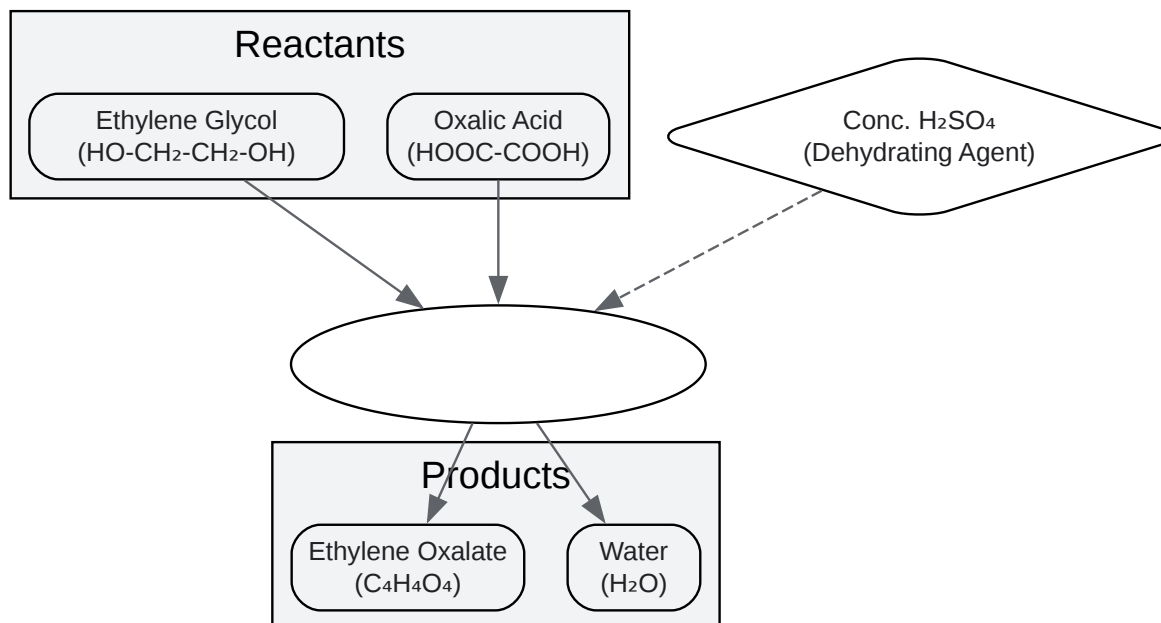 Reactants
Ethylene Glycol
(HO-CH₂-CH₂-OH)
Oxalic Acid
(HOOC-COOH)
Conc. H₂SO₄
(Dehydrating Agent)
Products
Ethylene Oxalate
(C₄H₄O₄)
Water
(H₂O)